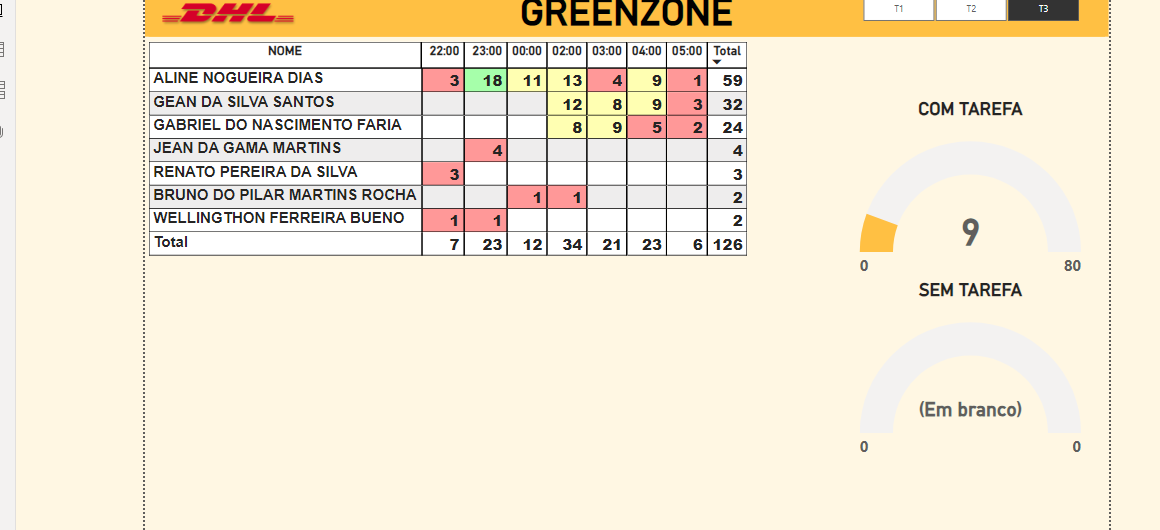 DHL GREENZONE T1 T2 T3
NOME 22:00 23:00 00:00 02:00 03:00 04:00 05:00 Total
ALINE NOGUEIRA DIAS 3 18 11 13 4 9 1 59
GEAN DA SILVA SANTOS 12 8 9 3 32
GABRIEL DO NASCIMENTO FARIA 8 9 5 2 24
JEAN DA GAMA MARTINS 4 4
RENATO PEREIRA DA SILVA 3 3
BRUNO DO PILAR MARTINS ROCHA 1 1 2
WELLINGTHON FERREIRA BUENO 1 1 2
Total 7 23 12 34 21 23 6 126
COM TAREFA
9
0 80
SEM TAREFA
(Em branco)
0 0